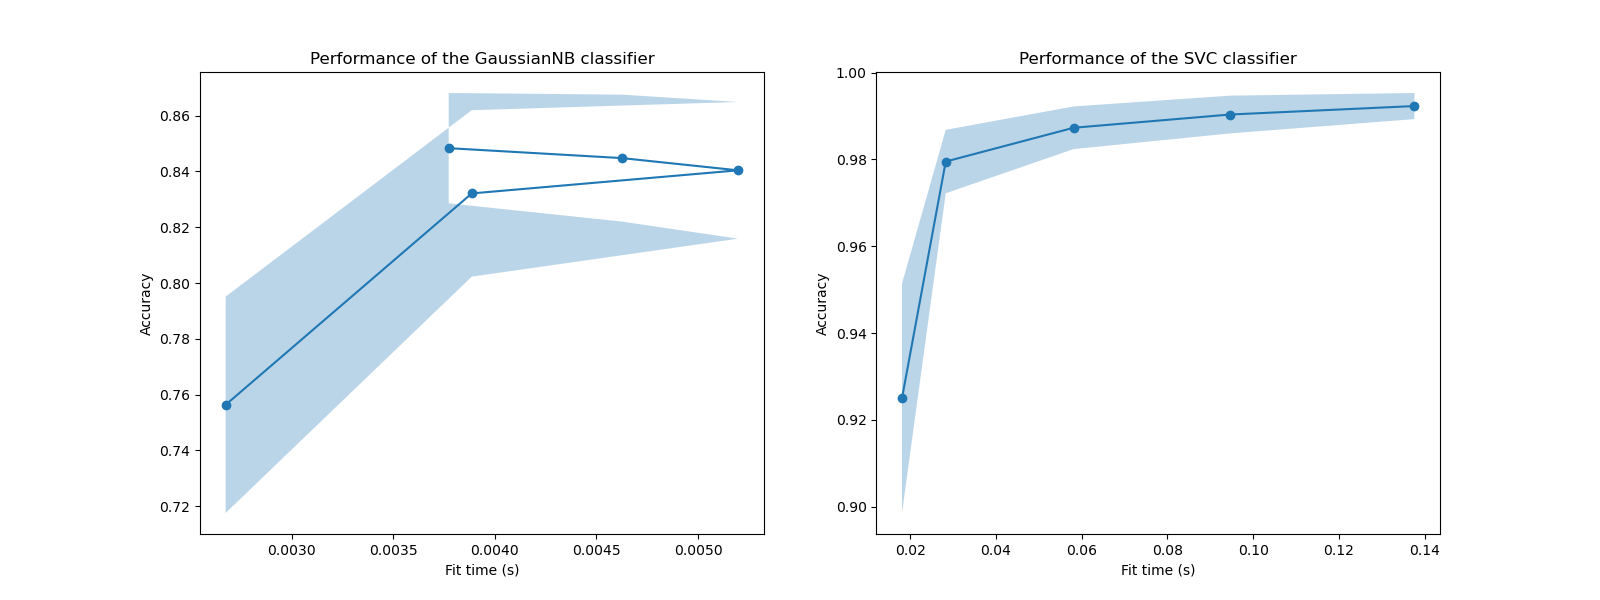 Performance of the GaussianNB classifier
Accuracy
0.86
0.84
0.82
0.80
0.78
0.76
0.74
0.72
0.0030 0.0035 0.0040 0.0045 0.0050
Fit time (s)
Performance of the SVC classifier
Accuracy
1.00
0.98
0.96
0.94
0.92
0.90
0.02 0.04 0.06 0.08 0.10 0.12 0.14
Fit time (s)